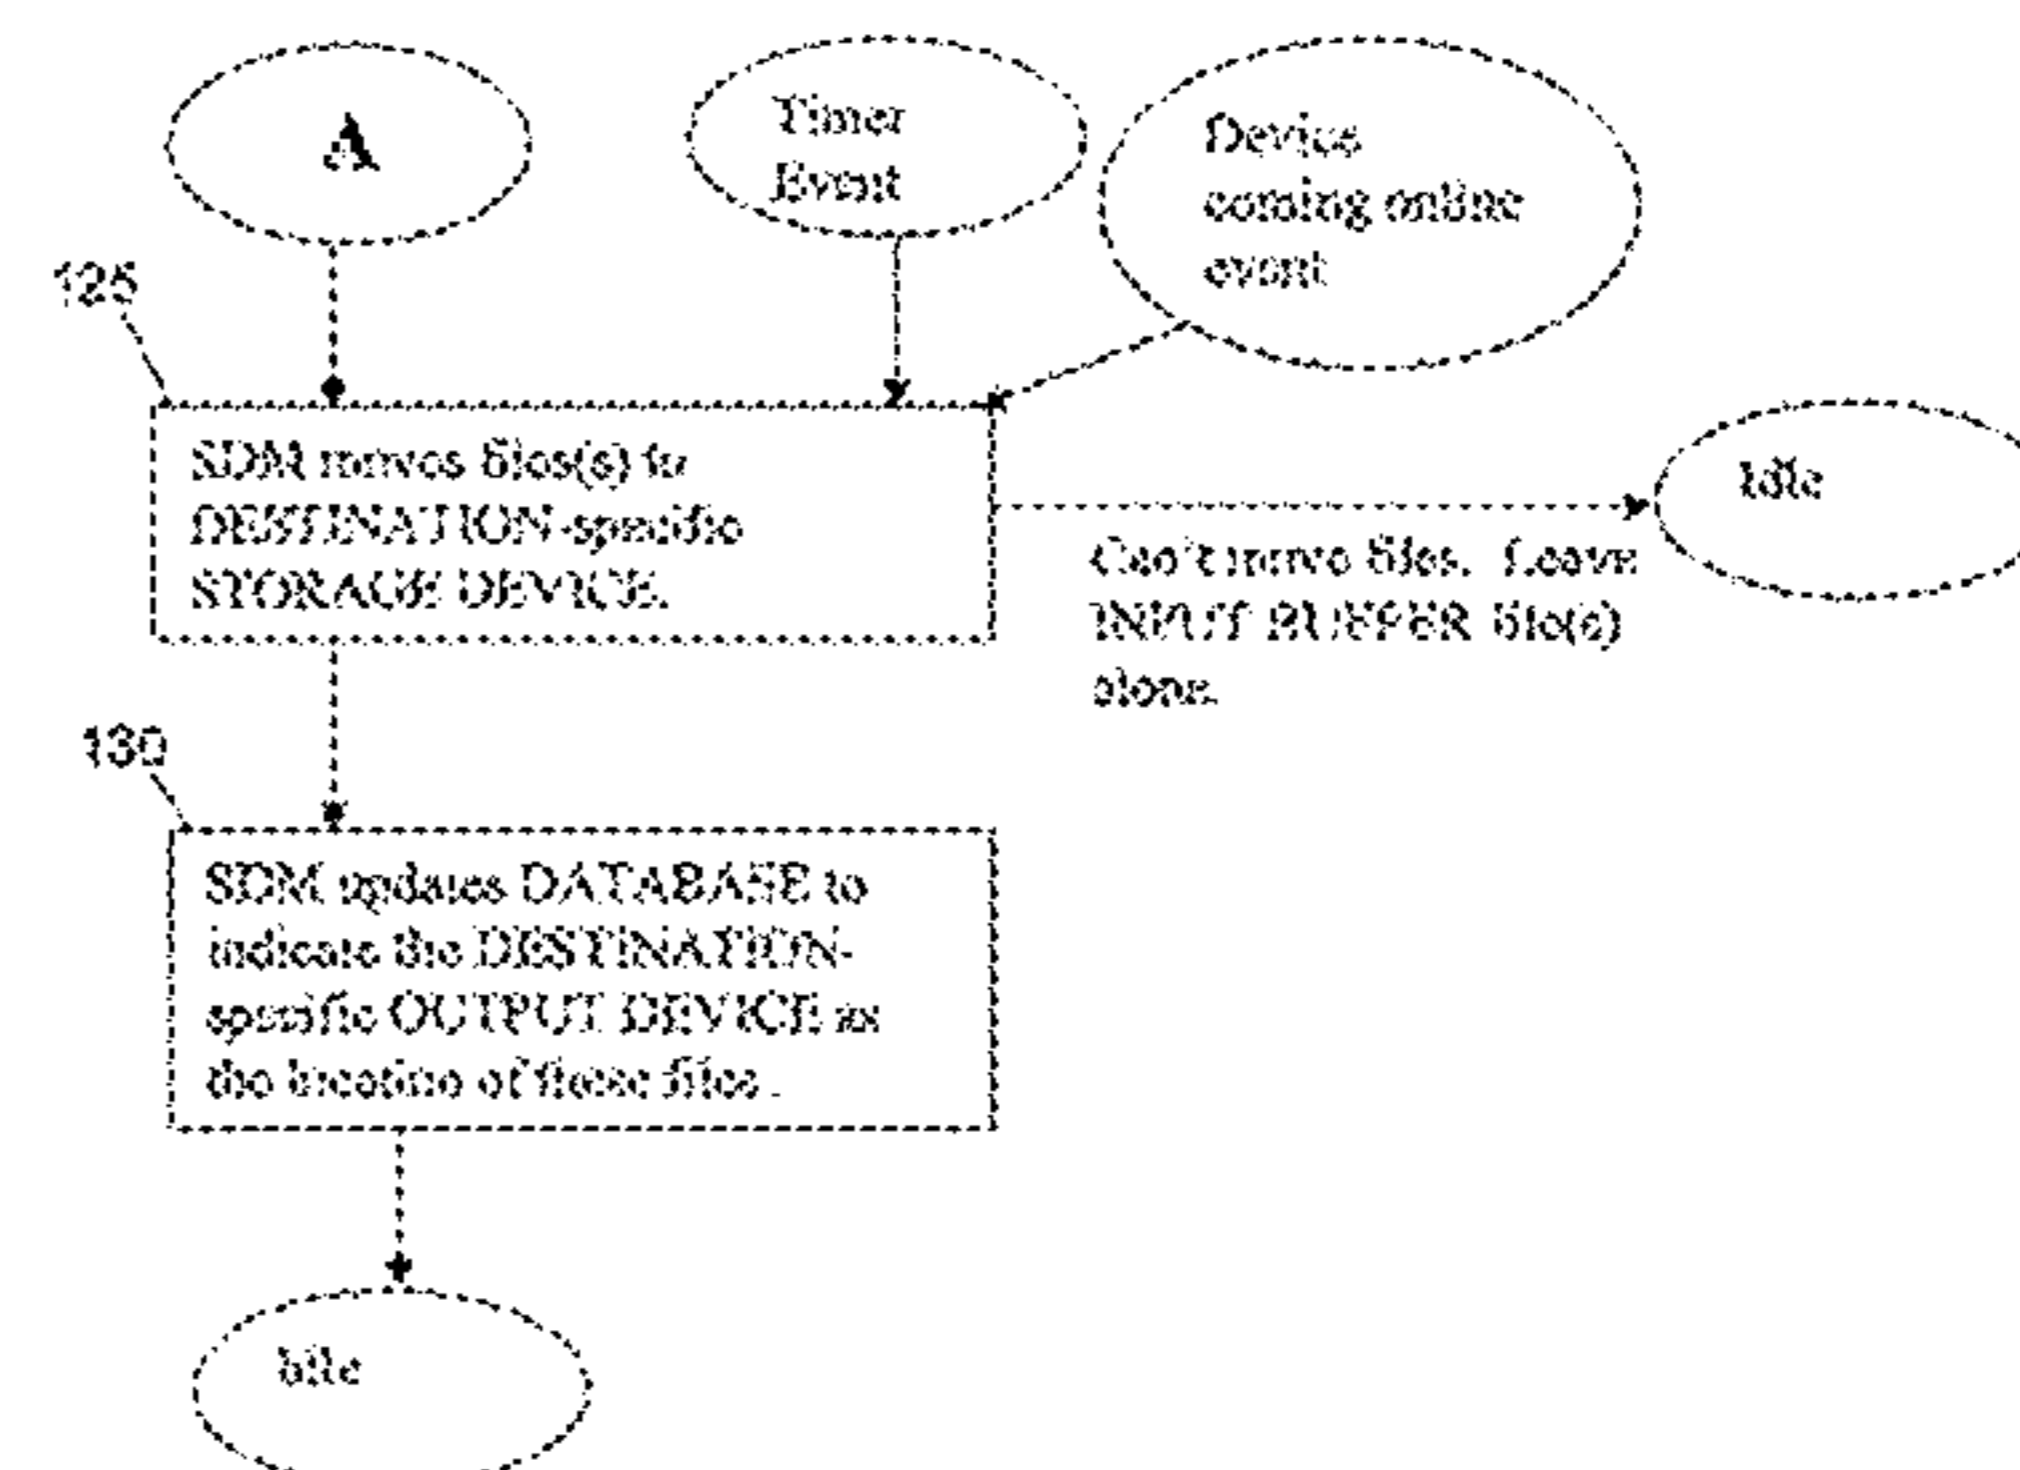 A
Timer
Event
Device
coming online
event
125
SDM moves files(s) to
DESTINATION-specific
STORAGE DEVICE.
Idle
Can't move files. Leave
INPUT BUFFER file(s)
alone.
130
SDM updates DATABASE to
indicate the DESTINATION-
specific OUTPUT DEVICE as
the location of these files.
Idle